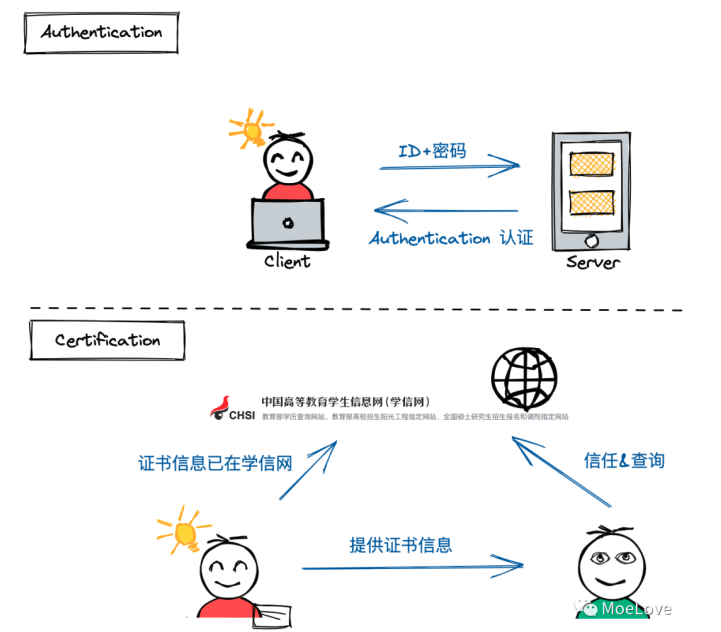 Authentication
ID+密码
Authentication 认证
Client
Server
Certification
CHSI
中国高等教育学生信息网(学信网)
教育部学历查询网站、教育部高校招生阳光工程指定网站、全国硕士研究生招生报名和调剂指定网站
证书信息已在学信网
信任&查询
提供证书信息
MoeLove